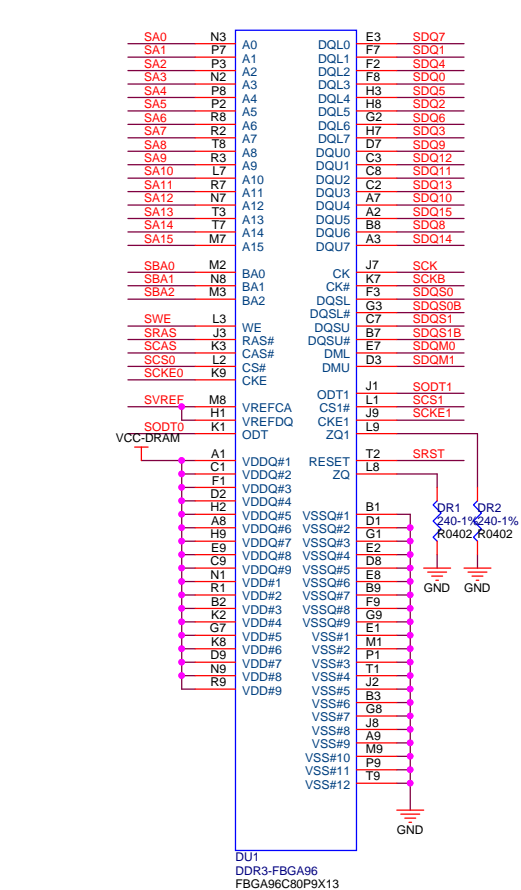 SA0 N3 A0 DQL0 E3 SDQ7
SA1 P7 A1 DQL1 F7 SDQ1
SA2 P3 A2 DQL2 F2 SDQ4
SA3 N2 A3 DQL3 F8 SDQ0
SA4 P8 A4 DQL4 H3 SDQ5
SA5 P2 A5 DQL5 H8 SDQ2
SA6 R8 A6 DQL6 G2 SDQ6
SA7 R2 A7 DQL7 H7 SDQ3
SA8 T8 A8 DQU0 D7 SDQ9
SA9 R3 A9 DQU1 C3 SDQ12
SA10 L7 A10 DQU2 C8 SDQ11
SA11 R7 A11 DQU3 C2 SDQ13
SA12 N7 A12 DQU4 A7 SDQ10
SA13 T3 A13 DQU5 A2 SDQ15
SA14 T7 A14 DQU6 B8 SDQ8
SA15 M7 A15 DQU7 A3 SDQ14
SBA0 M2 BA0 CK J7 SCK
SBA1 N8 BA1 CK# K7 SCKB
SBA2 M3 BA2 DQSL F3 SDQS0
DQSL# G3 SDQS0B
SWE L3 WE DQSU C7 SDQS1
SRAS J3 RAS# DQSU# B7 SDQS1B
SCAS K3 CAS# DML E7 SDQM0
SCS0 L2 CS# DMU D3 SDQM1
SCKE0 K9 CKE
ODT1 J1 SODT1
SVREF M8 VREFCA CS1# L1 SCS1
H1 VREFDQ CKE1 J9 SCKE1
SODT0 K1 ODT ZQ1 L9
VCC-DRAM
A1 VDDQ#1 RESET T2 SRST
C1 VDDQ#2 ZQ L8
F1 VDDQ#3
D2 VDDQ#4
H2 VDDQ#5 VSSQ#1 B1
A8 VDDQ#6 VSSQ#2 D1
H9 VDDQ#7 VSSQ#3 G1
E9 VDDQ#8 VSSQ#4 E2
C9 VDDQ#9 VSSQ#5 D8
N1 VDD#1 VSSQ#6 E8
R1 VDD#2 VSSQ#7 B9
B2 VDD#3 VSSQ#8 F9
K2 VDD#4 VSSQ#9 G9
G7 VDD#5 VSS#1 E1
K8 VDD#6 VSS#2 M1
D9 VDD#7 VSS#3 P1
N9 VDD#8 VSS#4 T1
R9 VDD#9 VSS#5 J2
VSS#6 B3
VSS#7 G8
VSS#8 J8
VSS#9 A9
VSS#10 M9
VSS#11 P9
VSS#12 T9
DR1 DR2
240-1% 240-1%
R0402 R0402
GND GND
GND
DU1
DDR3-FBGA96
FBGA96C80P9X13